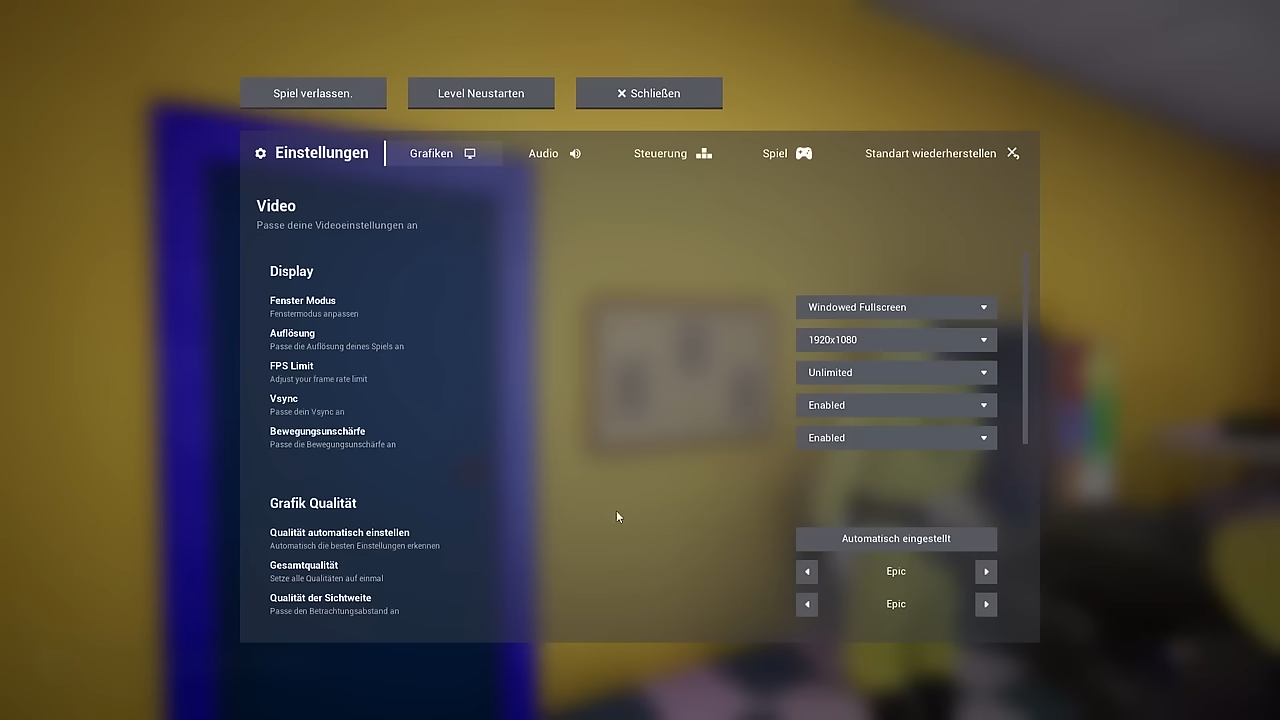 Spiel verlassen.
Level Neustarten
Schließen
Einstellungen
Grafiken
Audio
Steuerung
Spiel
Standart wiederherstellen
Video
Passe deine Videoeinstellungen an
Display
Fenster Modus
Windowed Fullscreen
Fenstermodus anpassen
Auflösung
1920x1080
Passe die Auflösung deines Spiels an
FPS Limit
Unlimited
Adjust your frame rate limit
Vsync
Enabled
Passe dein Vsync an
Bewegungsunschärfe
Enabled
Passe die Bewegungsunschärfe an
Grafik Qualität
Qualität automatisch einstellen
Automatisch eingestellt
Automatisch die besten Einstellungen erkennen
Gesamtqualität
Epic
Setze alle Qualitäten auf einmal
Qualität der Sichtweite
Epic
Passe den Betrachtungsabstand an